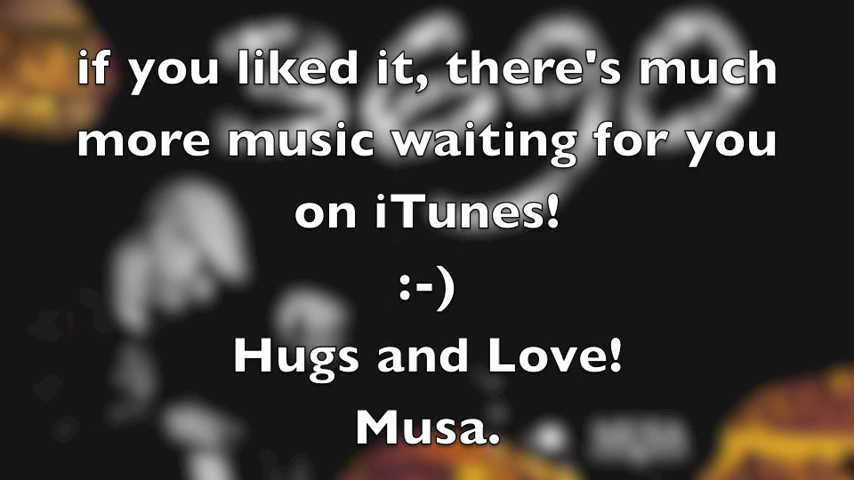 if you liked it, there's much
more music waiting for you
on iTunes!
:-)
Hugs and Love!
Musa.